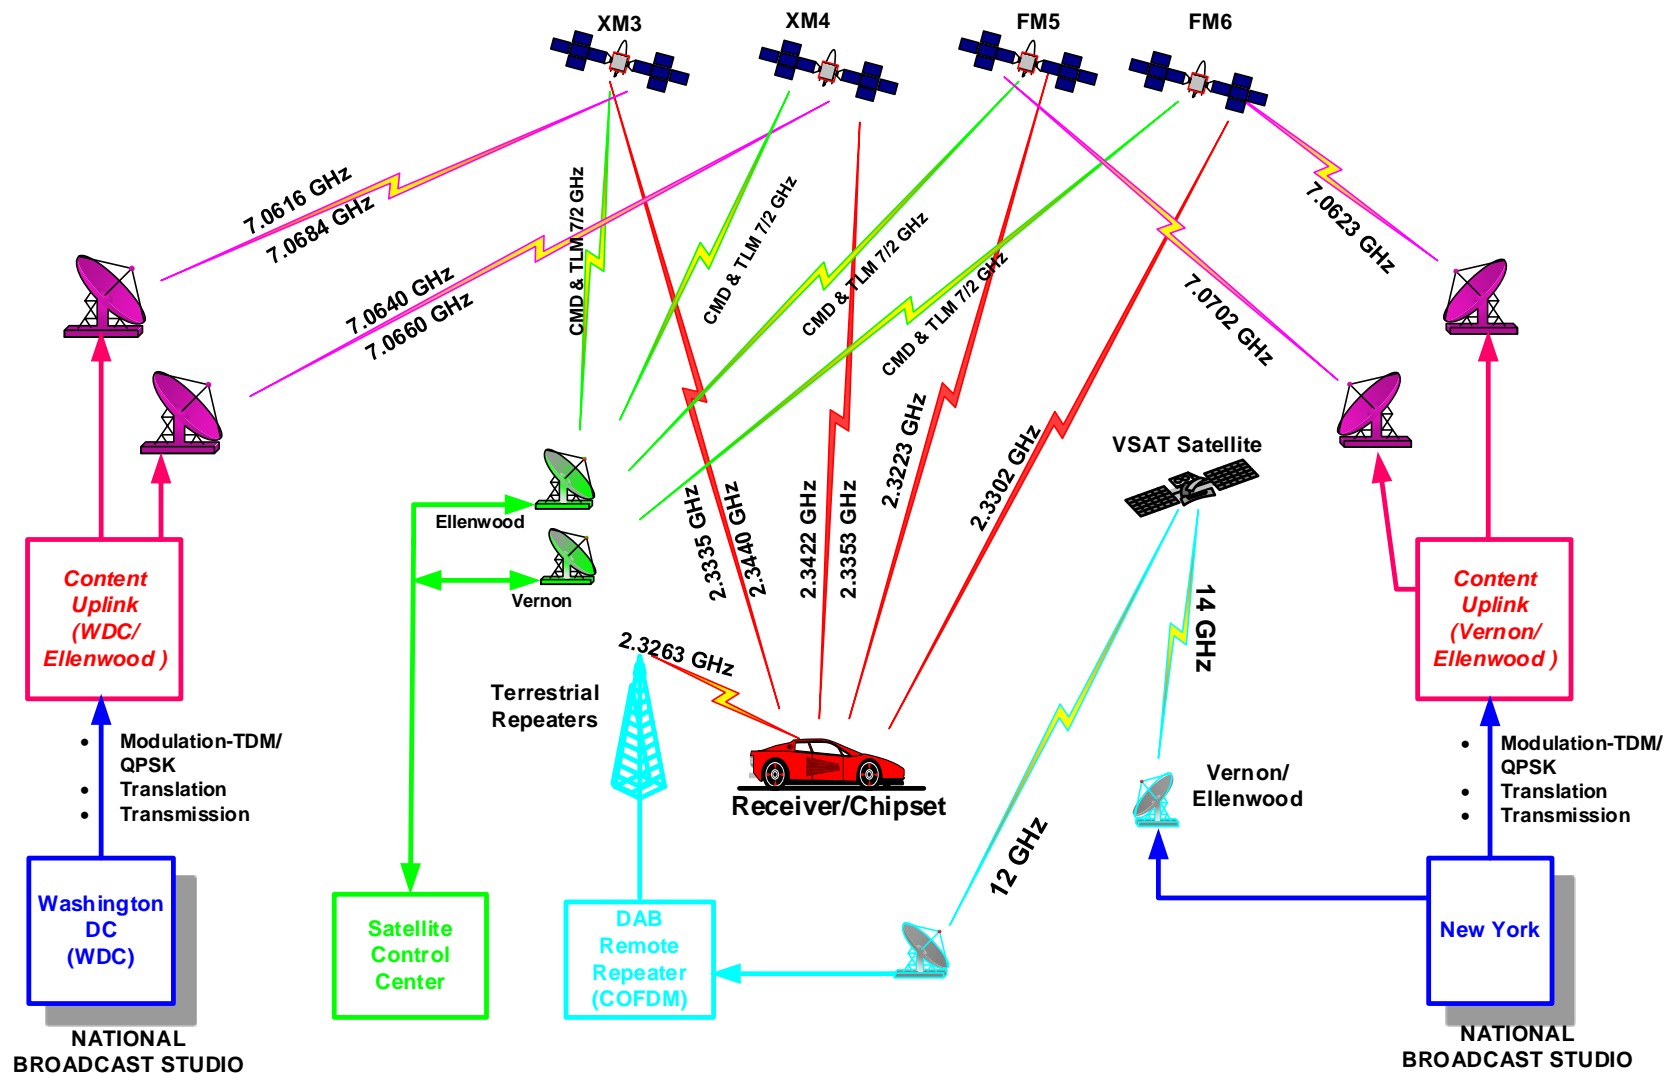 XM3
XM4
FM5
FM6
7.0616 GHz
7.0684 GHz
7.0640 GHz
7.0660 GHz
CMD & TLM 7/2 GHz
CMD & TLM 7/2 GHz
CMD & TLM 7/2 GHz
CMD & TLM 7/2 GHz
7.0623 GHz
7.0702 GHz
2.3335 GHz
2.3440 GHz
2.3422 GHz
2.3353 GHz
2.3223 GHz
2.3302 GHz
VSAT Satellite
Ellenwood
Vernon
Content
Uplink
(WDC/
Ellenwood )
Content
Uplink
(Vernon/
Ellenwood )
14 GHz
12 GHz
2.3263 GHz
Terrestrial
Repeaters
Receiver/Chipset
Vernon/
Ellenwood
• Modulation-TDM/
QPSK
• Translation
• Transmission
• Modulation-TDM/
QPSK
• Translation
• Transmission
Washington
DC
(WDC)
Satellite
Control
Center
DAB
Remote
Repeater
(COFDM)
New York
NATIONAL
BROADCAST STUDIO
NATIONAL
BROADCAST STUDIO